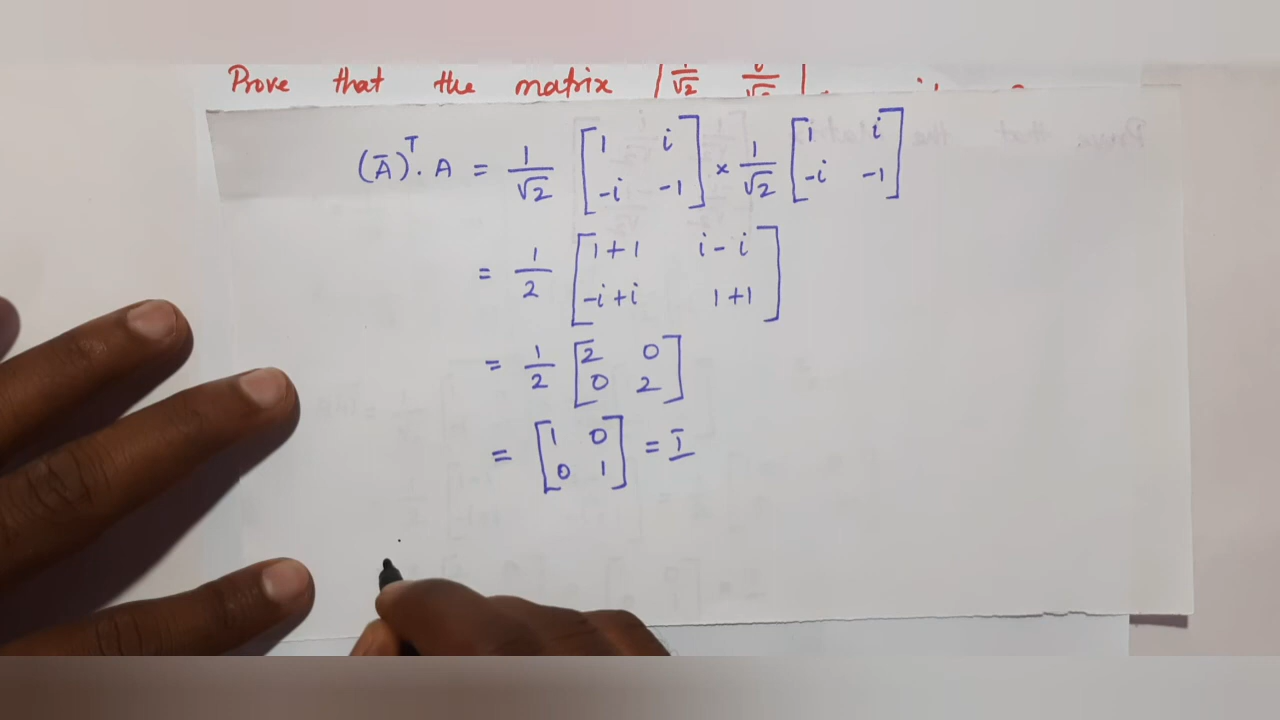 Prove that the matrix
(Ā)ᵀ. A = 1/√2 [1 i; -i -1] × 1/√2 [1 i; -i -1]
= 1/2 [1+1 i-i; -i+i 1+1]
= 1/2 [2 0; 0 2]
= [1 0; 0 1] = I